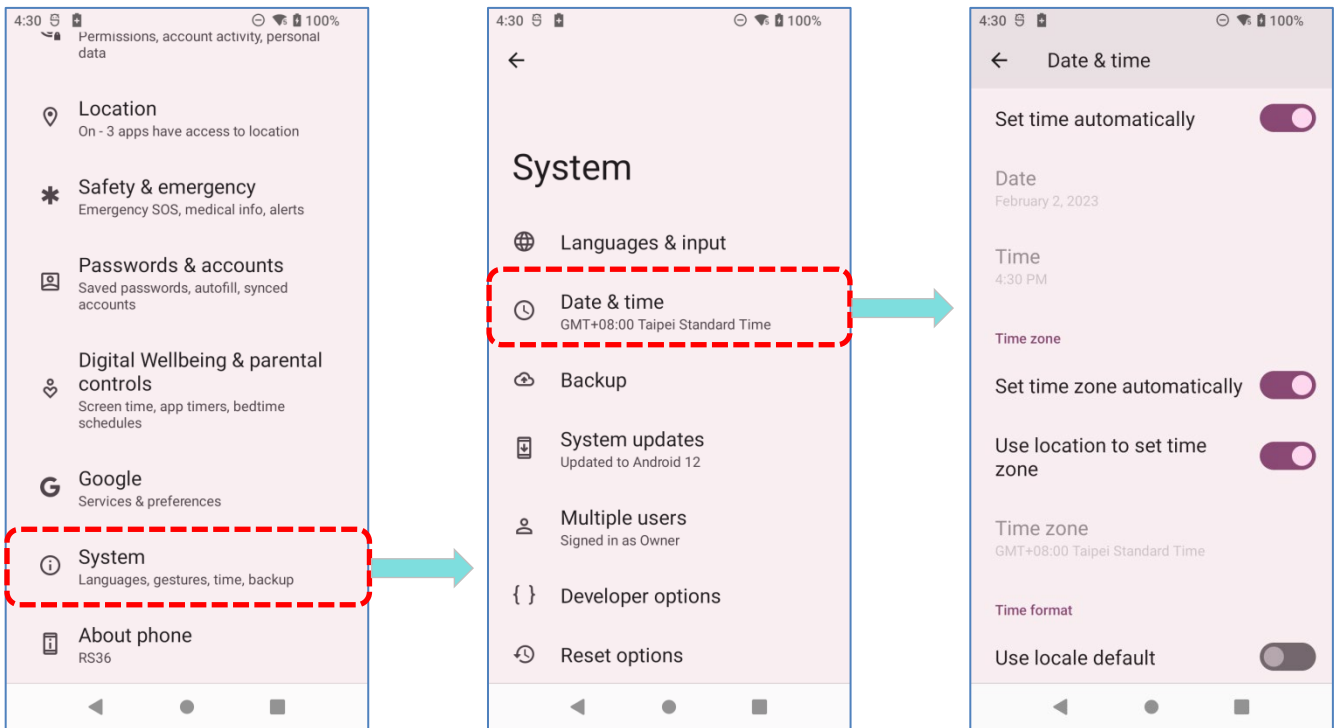 4:30 100%
Permissions, account activity, personal
data
Location
On - 3 apps have access to location
Safety & emergency
Emergency SOS, medical info, alerts
Passwords & accounts
Saved passwords, autofill, synced
accounts
Digital Wellbeing & parental
controls
Screen time, app timers, bedtime
schedules
Google
Services & preferences
System
Languages, gestures, time, backup
About phone
RS36
4:30 100%
System
Languages & input
Date & time
GMT+08:00 Taipei Standard Time
Backup
System updates
Updated to Android 12
Multiple users
Signed in as Owner
{ } Developer options
Reset options
4:30 100%
Date & time
Set time automatically
Date
February 2, 2023
Time
4:30 PM
Time zone
Set time zone automatically
Use location to set time
zone
Time zone
GMT+08:00 Taipei Standard Time
Time format
Use locale default